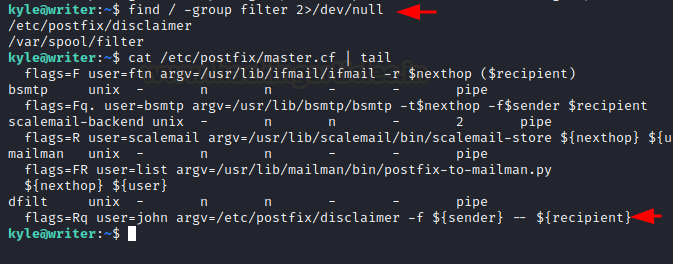 kyle@writer:~$ find / -group filter 2>/dev/null
/etc/postfix/disclaimer
/var/spool/filter
kyle@writer:~$ cat /etc/postfix/master.cf | tail
flags=F user=ftn argv=/usr/lib/ifmail/ifmail -r $nexthop ($recipient)
bsmtp unix - n n - - pipe
flags=Fq. user=bsmtp argv=/usr/lib/bsmtp/bsmtp -t$nexthop -f$sender $recipient
scalemail-backend unix - n n - 2 pipe
flags=R user=scalemail argv=/usr/lib/scalemail/bin/scalemail-store ${nexthop} ${u
mailman unix - n n - - pipe
flags=FR user=list argv=/usr/lib/mailman/bin/postfix-to-mailman.py
${nexthop} ${user}
dfilt unix - n n - - pipe
flags=Rq user=john argv=/etc/postfix/disclaimer -f ${sender} -- ${recipient}
kyle@writer:~$